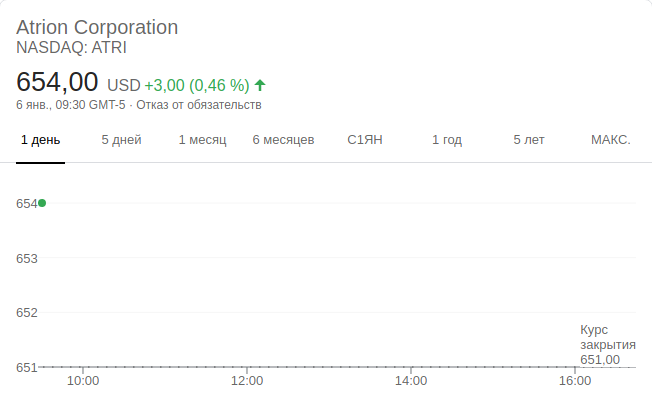 Atrion Corporation
NASDAQ: ATRI
654,00 USD +3,00 (0,46 %)
6 янв., 09:30 GMT-5 · Отказ от обязательств
1 день 5 дней 1 месяц 6 месяцев С1ЯН 1 год 5 лет МАКС.
654
653
652
Курс
закрытия
651,00
651
10:00 12:00 14:00 16:00